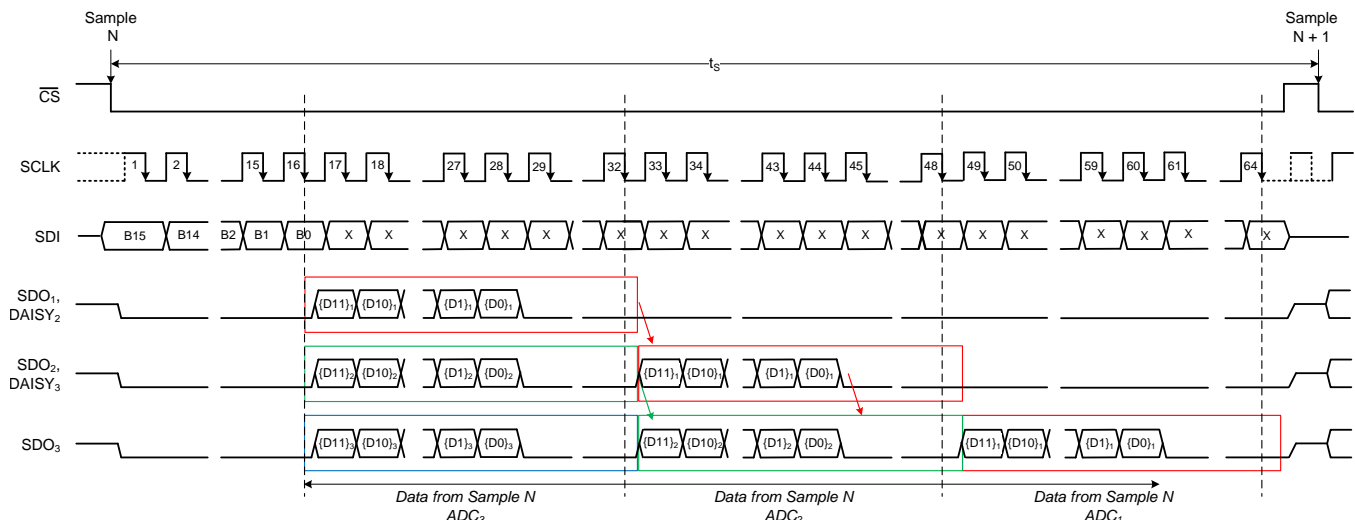 Sample
N
Sample
N + 1
tS
CS
SCLK
1 2 15 16 17 18 27 28 29 32 33 34 43 44 45 48 49 50 59 60 61 64
SDI
B15 B14 B2 B1 B0 X X X X X X X X X X X X X X X X X X X
SDO1,
DAISY2
{D11}1 {D10}1 {D1}1 {D0}1
SDO2,
DAISY3
{D11}2 {D10}2 {D1}2 {D0}2 {D11}1 {D10}1 {D1}1 {D0}1
SDO3
{D11}3 {D10}3 {D1}3 {D0}3 {D11}2 {D10}2 {D1}2 {D0}2 {D11}1 {D10}1 {D1}1 {D0}1
Data from Sample N
ADC3
Data from Sample N
ADC2
Data from Sample N
ADC1